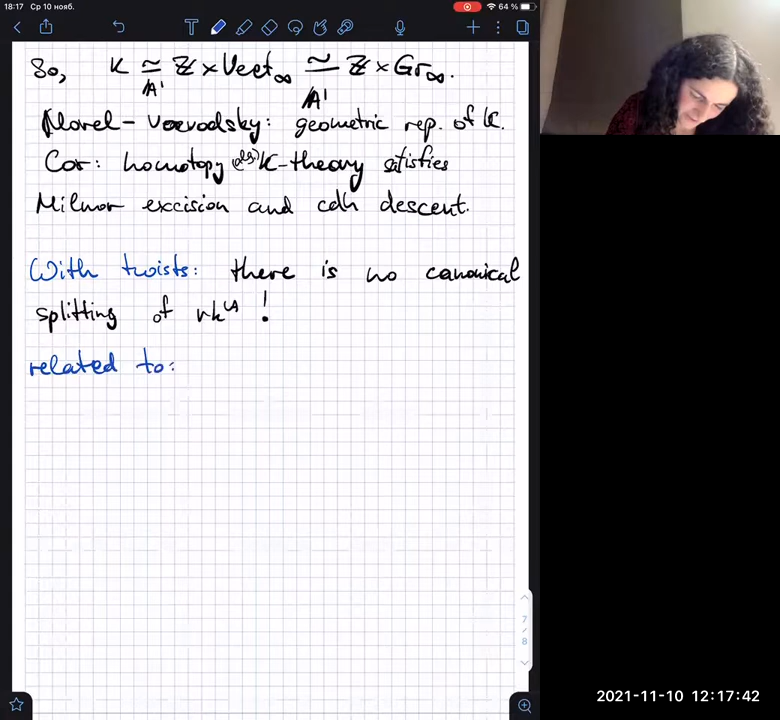 18:17 Ср 10 нояб.
64 %
So, K ≃ Z × Vect∞ ≃ Z × Gr∞.
A¹ A¹
Morel-Voevodsky: geometric rep. of K.
Cor: homotopy (alg.) K-theory satisfies
Milnor excision and cdh descent.
With twists: there is no canonical
splitting of rk !
related to:
7 / 8
2021-11-10 12:17:42